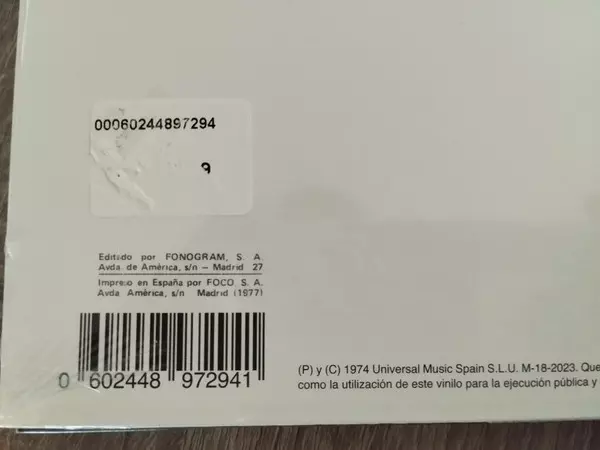 00060244897294
9
Editado por FONOGRAM, S. A.
Avda. de América, s/n – Madrid 27
Impreso en España por FOCO. S. A.
Avda América, s/n Madrid (1977)
0 602448 972941
(P) y (C) 1974 Universal Music Spain S.L.U. M-18-2023. Que
como la utilización de este vinilo para la ejecución pública y